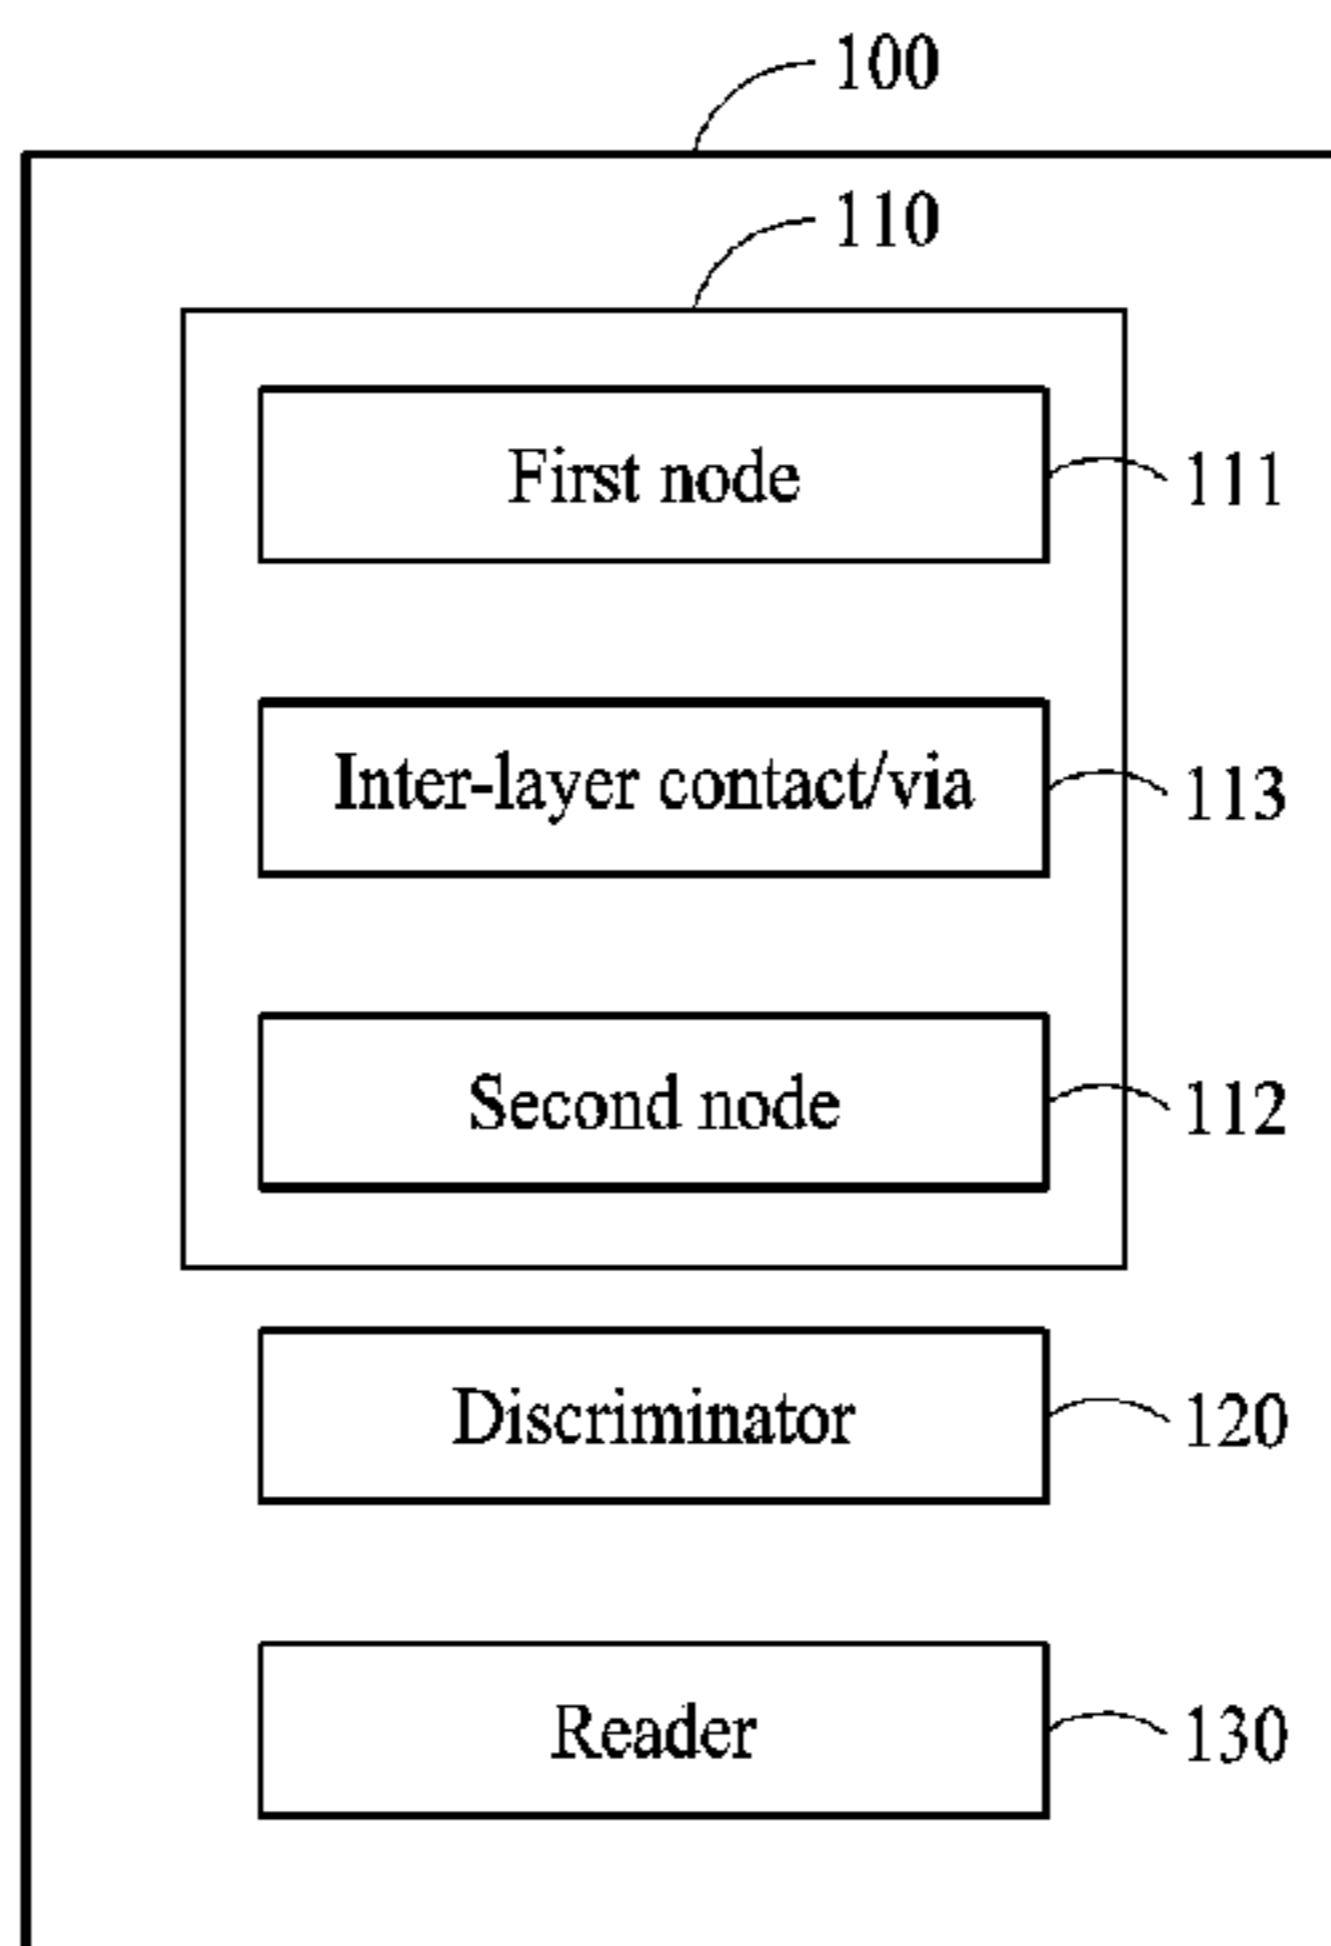 100
110
First node
111
Inter-layer contact/via
113
Second node
112
Discriminator
120
Reader
130